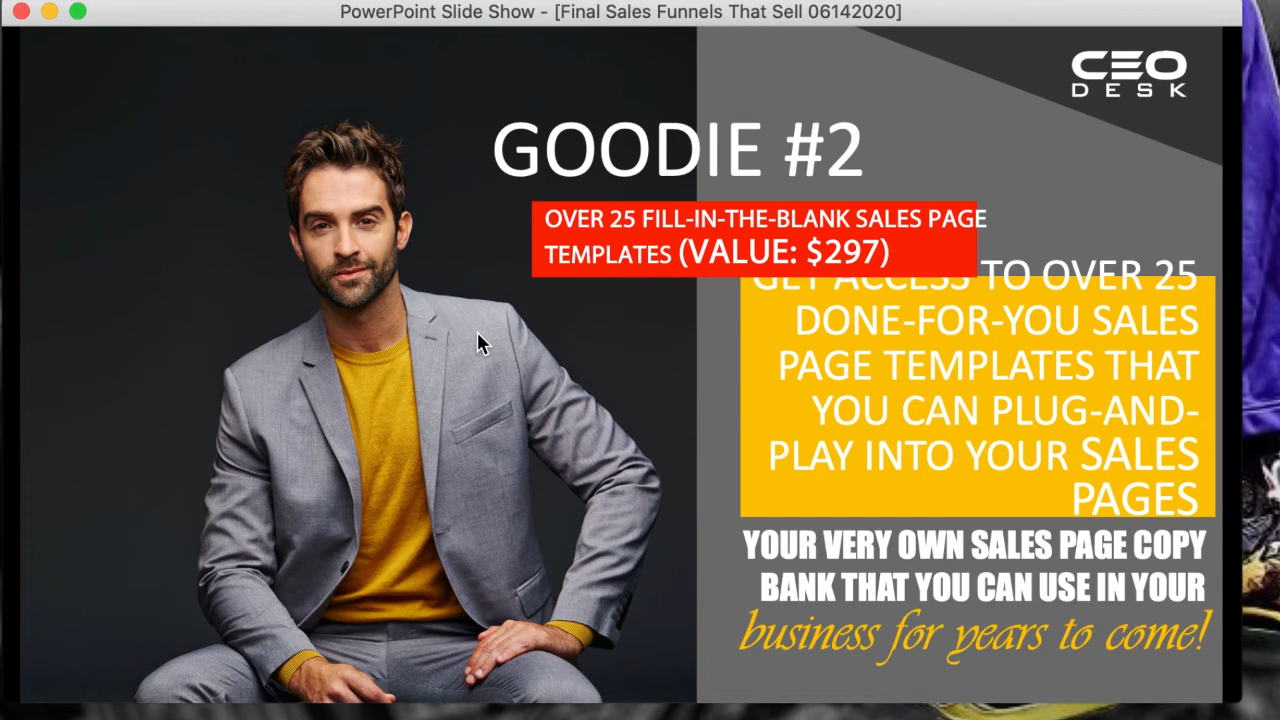 PowerPoint Slide Show - [Final Sales Funnels That Sell 06142020]
CEO
DESK
GOODIE #2
OVER 25 FILL-IN-THE-BLANK SALES PAGE
TEMPLATES (VALUE: $297)
GET ACCESS TO OVER 25
DONE-FOR-YOU SALES
PAGE TEMPLATES THAT
YOU CAN PLUG-AND-
PLAY INTO YOUR SALES
PAGES
YOUR VERY OWN SALES PAGE COPY
BANK THAT YOU CAN USE IN YOUR
business for years to come!